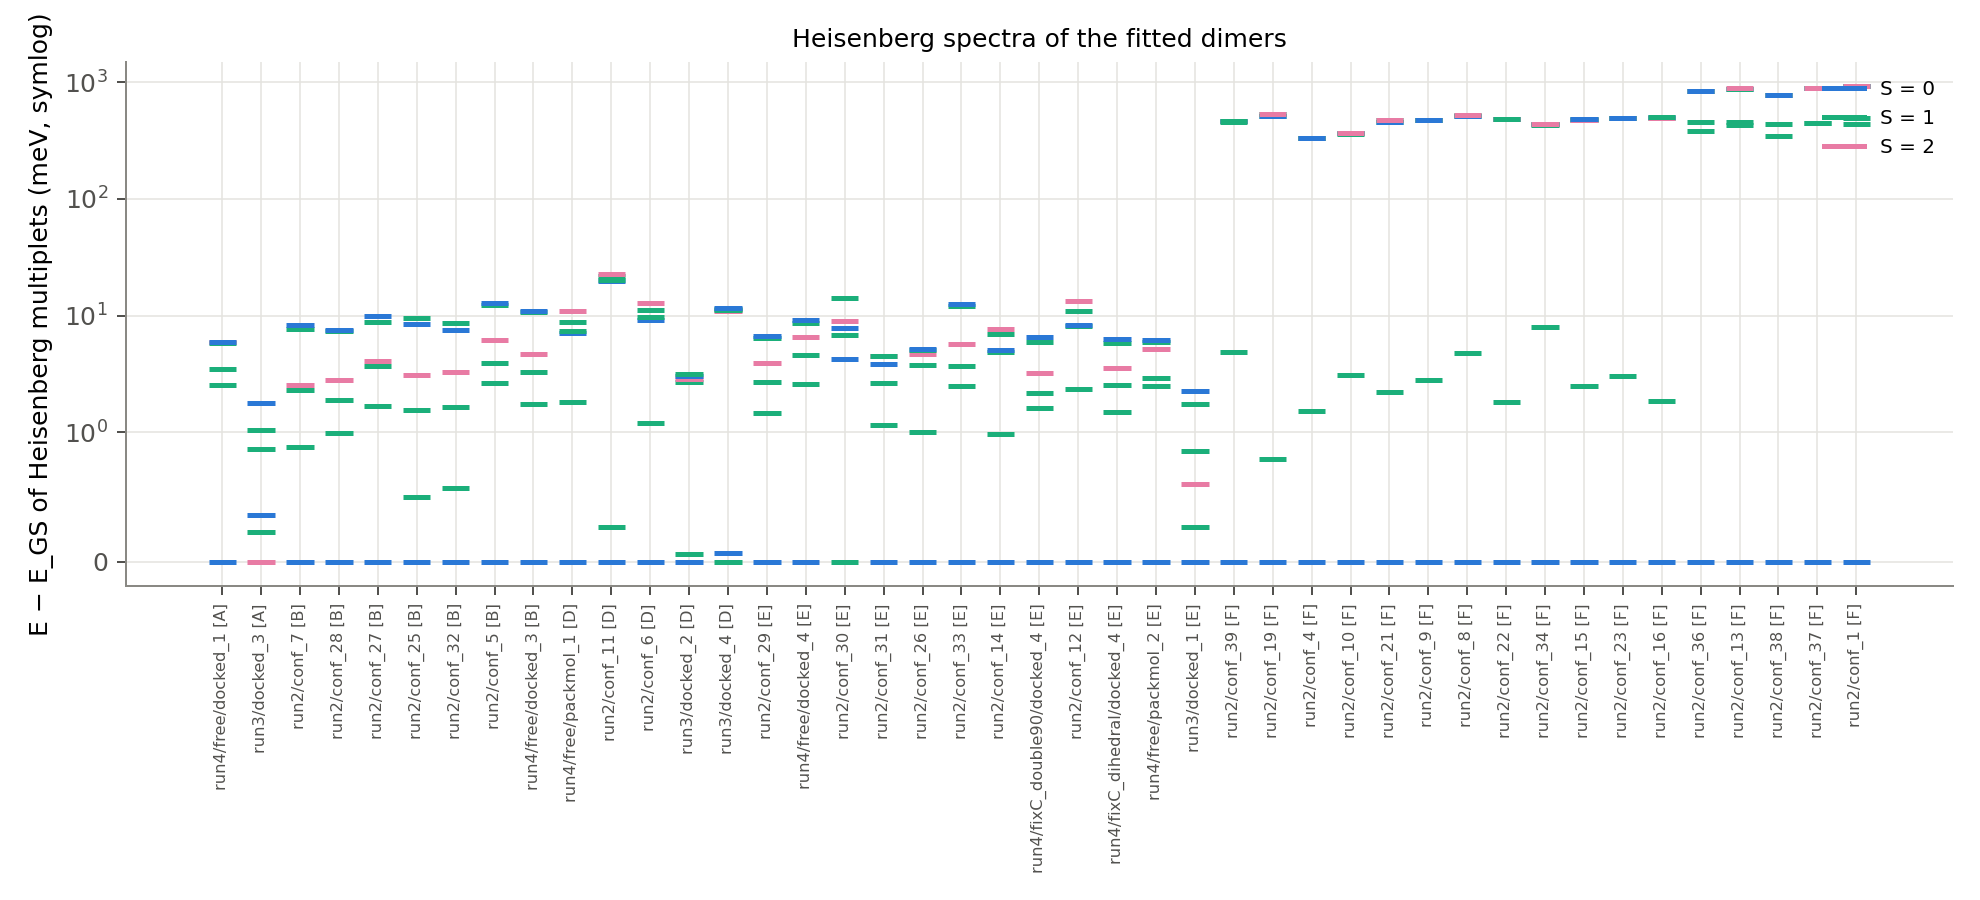 Heisenberg spectra of the fitted dimers
E − E_GS of Heisenberg multiplets (meV, symlog)
10³
10²
10¹
10⁰
0
S = 0
S = 1
S = 2
run4/free/docked_1 [A]
run3/docked_3 [A]
run2/conf_7 [B]
run2/conf_28 [B]
run2/conf_27 [B]
run2/conf_25 [B]
run2/conf_32 [B]
run2/conf_5 [B]
run4/free/docked_3 [B]
run4/free/packmol_1 [D]
run2/conf_11 [D]
run2/conf_6 [D]
run3/docked_2 [D]
run3/docked_4 [D]
run2/conf_29 [E]
run4/free/docked_4 [E]
run2/conf_30 [E]
run2/conf_31 [E]
run2/conf_26 [E]
run2/conf_33 [E]
run2/conf_14 [E]
run4/fixC_double90/docked_4 [E]
run2/conf_12 [E]
run4/fixC_dihedral/docked_4 [E]
run4/free/packmol_2 [E]
run3/docked_1 [E]
run2/conf_39 [F]
run2/conf_19 [F]
run2/conf_4 [F]
run2/conf_10 [F]
run2/conf_21 [F]
run2/conf_9 [F]
run2/conf_8 [F]
run2/conf_22 [F]
run2/conf_34 [F]
run2/conf_15 [F]
run2/conf_23 [F]
run2/conf_16 [F]
run2/conf_36 [F]
run2/conf_13 [F]
run2/conf_38 [F]
run2/conf_37 [F]
run2/conf_1 [F]